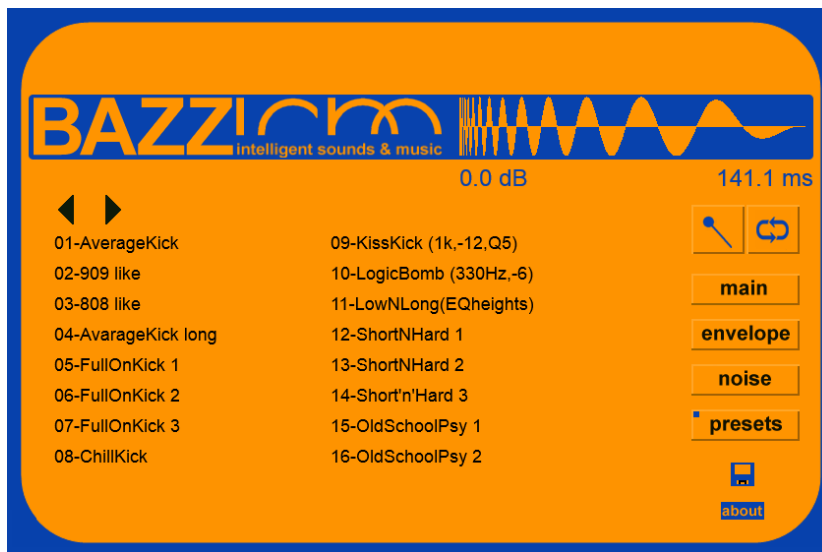 BAZZ!sm
intelligent sounds & music
0.0 dB 141.1 ms
01-AverageKick
02-909 like
03-808 like
04-AvarageKick long
05-FullOnKick 1
06-FullOnKick 2
07-FullOnKick 3
08-ChillKick
09-KissKick (1k,-12,Q5)
10-LogicBomb (330Hz,-6)
11-LowNLong(EQheights)
12-ShortNHard 1
13-ShortNHard 2
14-Short'n'Hard 3
15-OldSchoolPsy 1
16-OldSchoolPsy 2
main
envelope
noise
presets
about